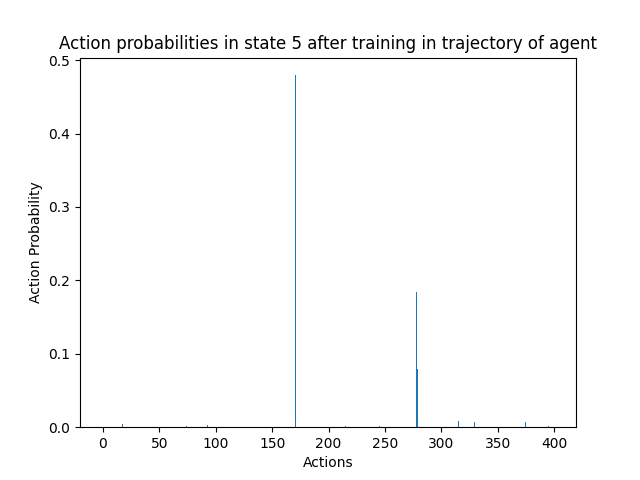 Action probabilities in state 5 after training in trajectory of agent
0.5
0.4
0.3
0.2
0.1
0.0
Action Probability
0 50 100 150 200 250 300 350 400
Actions